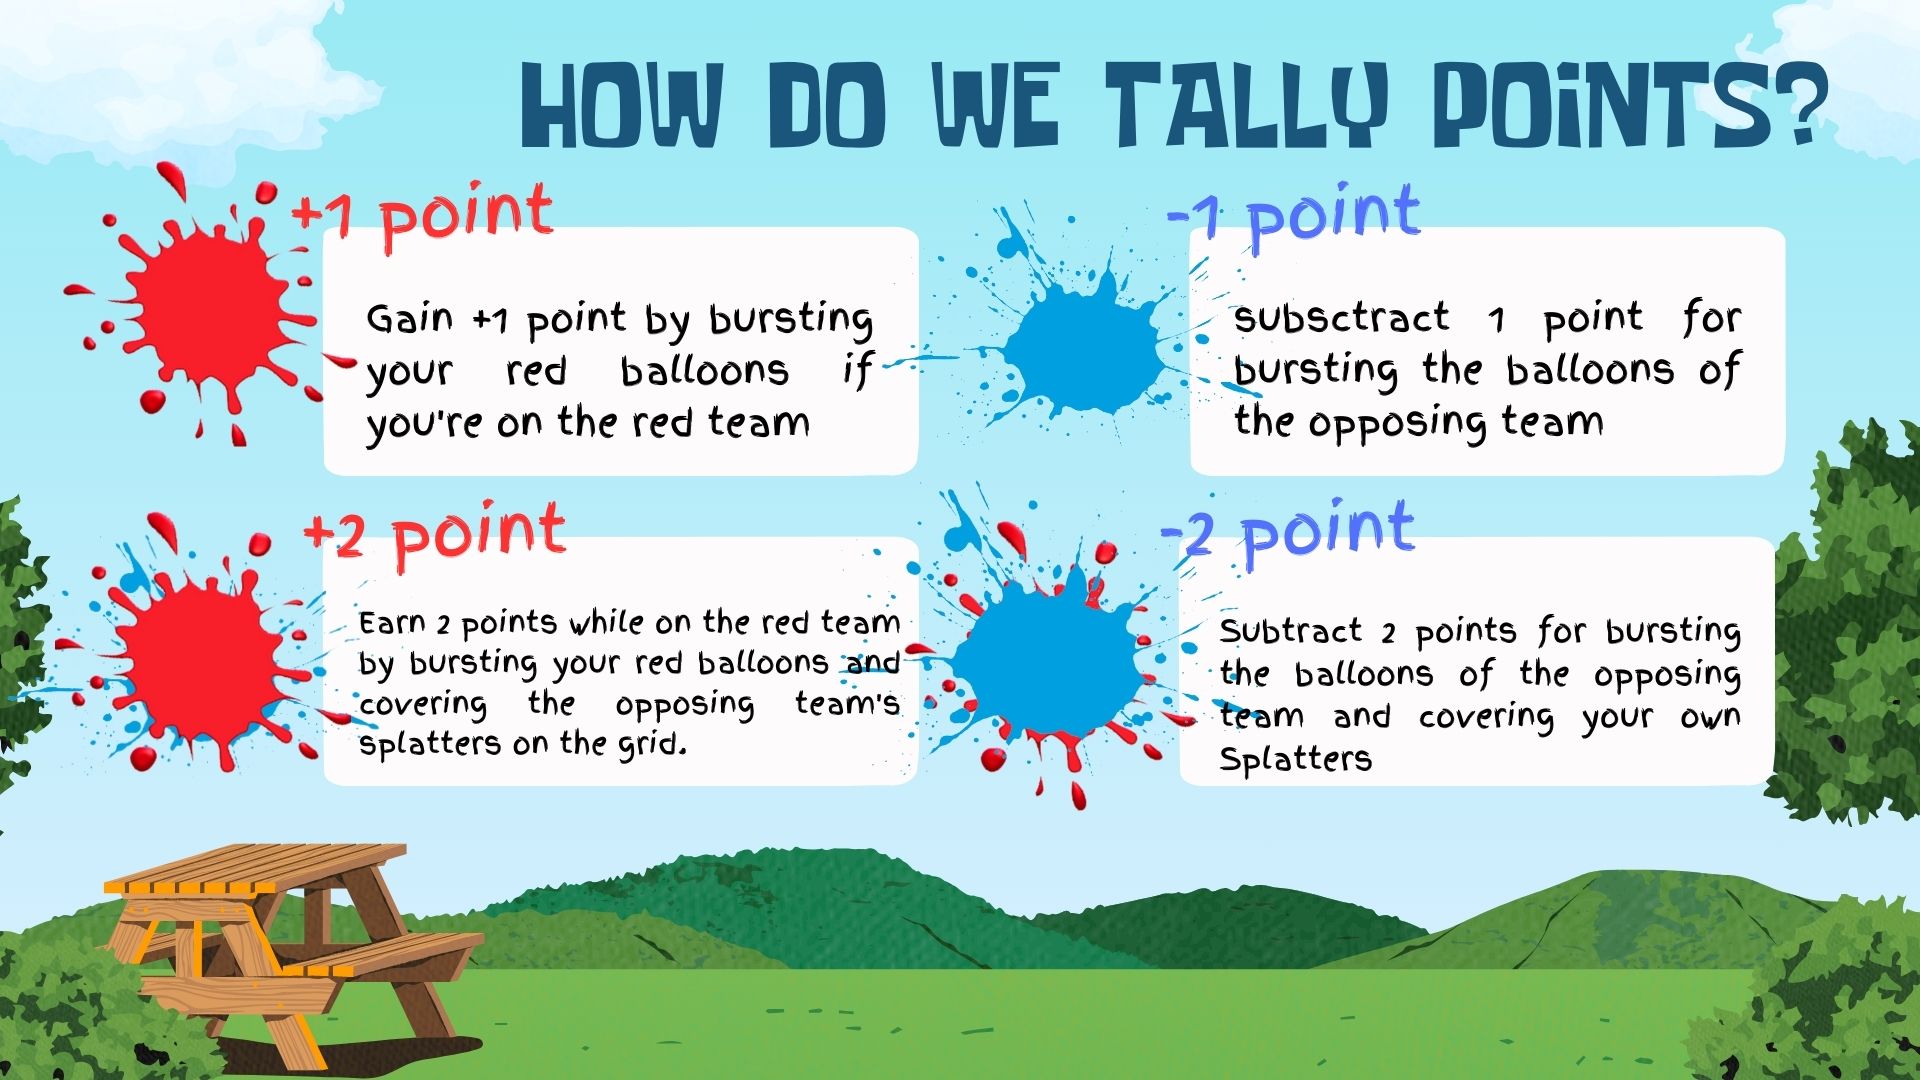 HOW DO WE TALLY POiNTS?
+1 point
Gain +1 point by bursting
your red balloons if
you're on the red team
-1 point
subsctract 1 point for
bursting the balloons of
the opposing team
+2 point
Earn 2 points while on the red team
by bursting your red balloons and
covering the opposing team's
splatters on the grid.
-2 point
Subtract 2 points for bursting
the balloons of the opposing
team and covering your own
Splatters